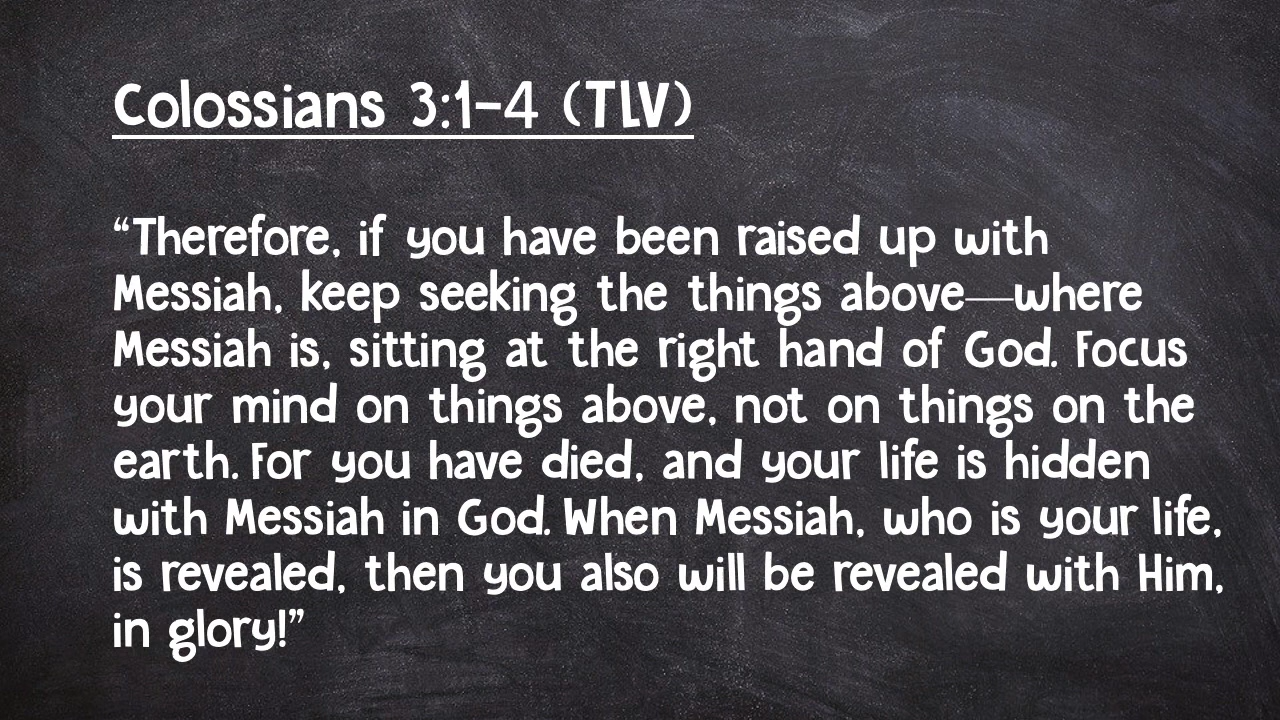 Colossians 3:1-4 (TLV)
“Therefore, if you have been raised up with
Messiah, keep seeking the things above—where
Messiah is, sitting at the right hand of God. Focus
your mind on things above, not on things on the
earth. For you have died, and your life is hidden
with Messiah in God. When Messiah, who is your life,
is revealed, then you also will be revealed with Him,
in glory!”